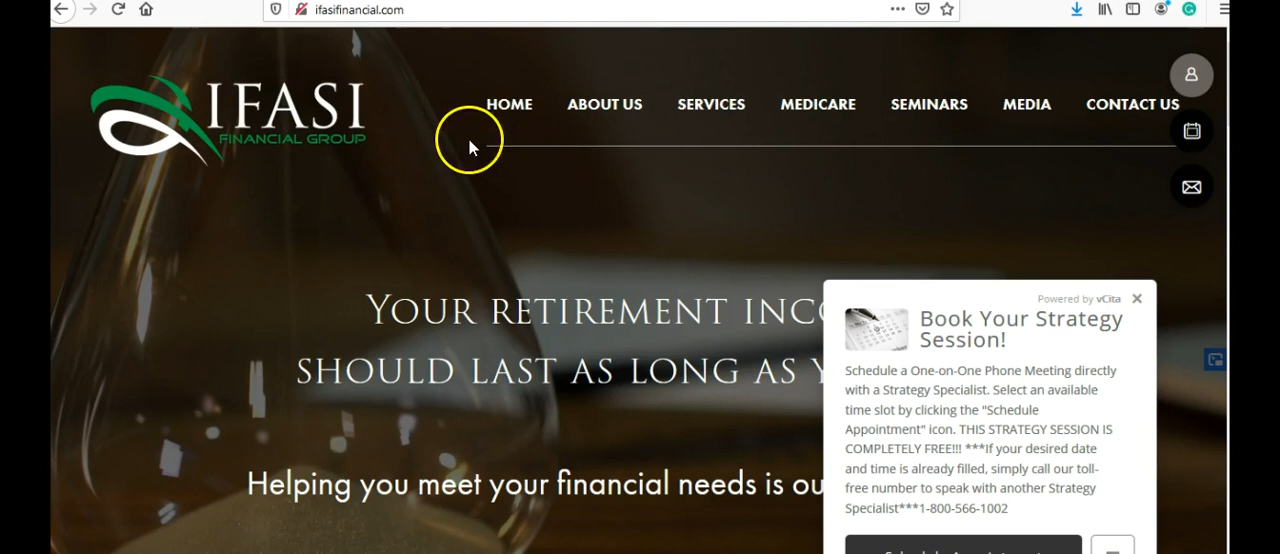 ifasifinancial.com
IFASI
FINANCIAL GROUP
HOME ABOUT US SERVICES MEDICARE SEMINARS MEDIA CONTACT US
YOUR RETIREMENT
SHOULD LAST AS LONG AS
Helping you meet your financial needs is
Powered by vCita
Book Your Strategy
Session!
Schedule a One-on-One Phone Meeting directly
with a Strategy Specialist. Select an available
time slot by clicking the "Schedule
Appointment" icon. THIS STRATEGY SESSION IS
COMPLETELY FREE!!! ***If your desired date
and time is already filled, simply call our toll-
free number to speak with another Strategy
Specialist***1-800-566-1002